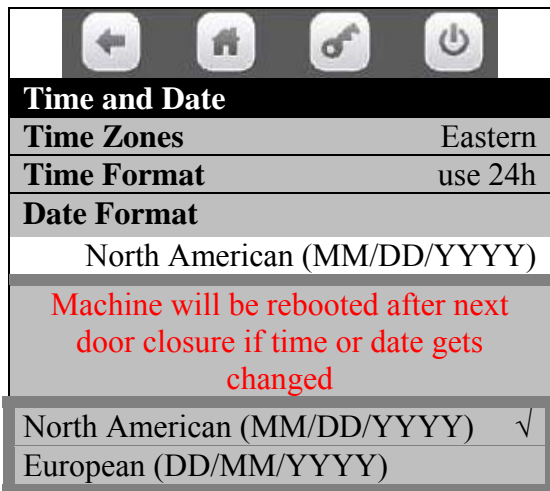 Time and Date
Time Zones Eastern
Time Format use 24h
Date Format
North American (MM/DD/YYYY)
Machine will be rebooted after next
door closure if time or date gets
changed
North American (MM/DD/YYYY) √
European (DD/MM/YYYY)